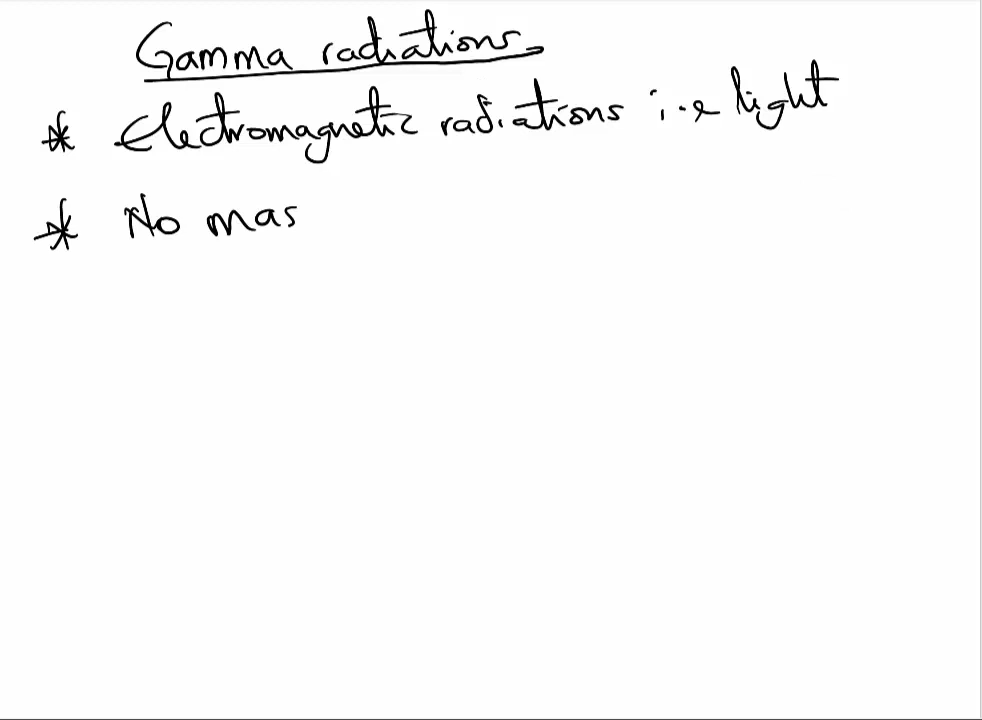 Gamma radiations.
* Electromagnetic radiations i.e light
* No mas